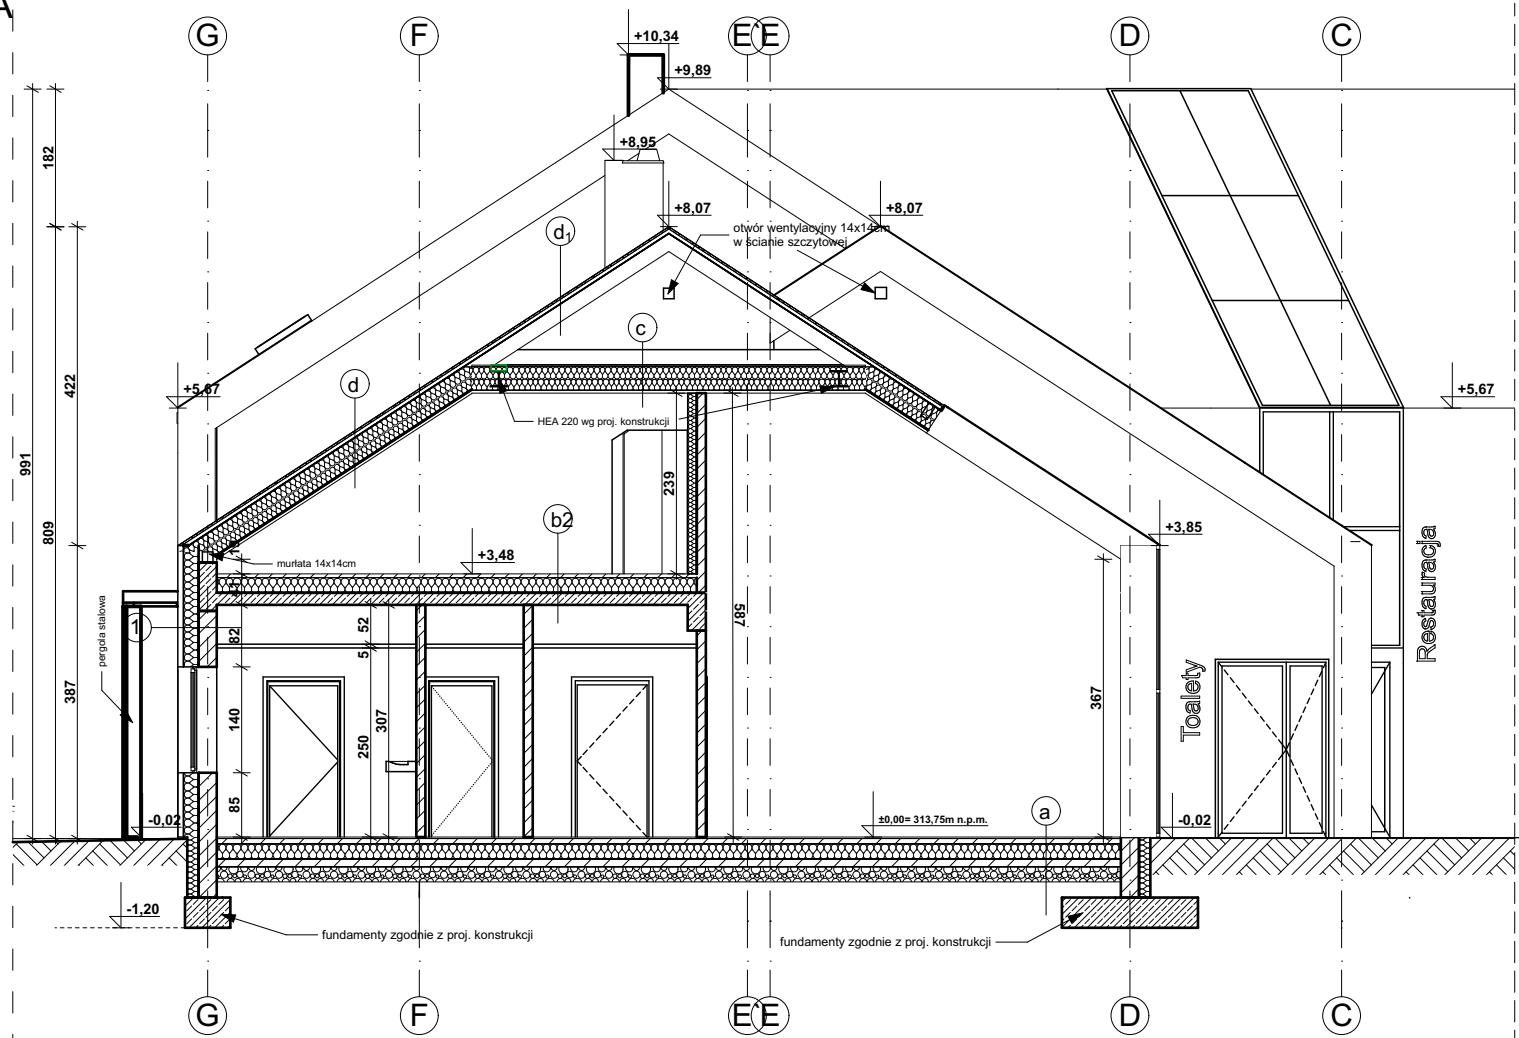 A
G
F
E
E
D
C
+10,34
+9,89
+8,95
+8,07
+8,07
otwór wentylacyjny 14x14cm
w ścianie szczytowej
d1
c
d
+5,67
+5,67
HEA 220 wg proj. konstrukcji
182
422
991
809
387
239
b2
+3,48
+3,85
murłata 14x14cm
41
587
pergola stalowa
1
82
52
5
140
307
250
85
367
Toalety
Restauracja
-0,02
±0,00= 313,75m n.p.m.
a
-0,02
-1,20
fundamenty zgodnie z proj. konstrukcji
fundamenty zgodnie z proj. konstrukcji
G
F
E
E
D
C